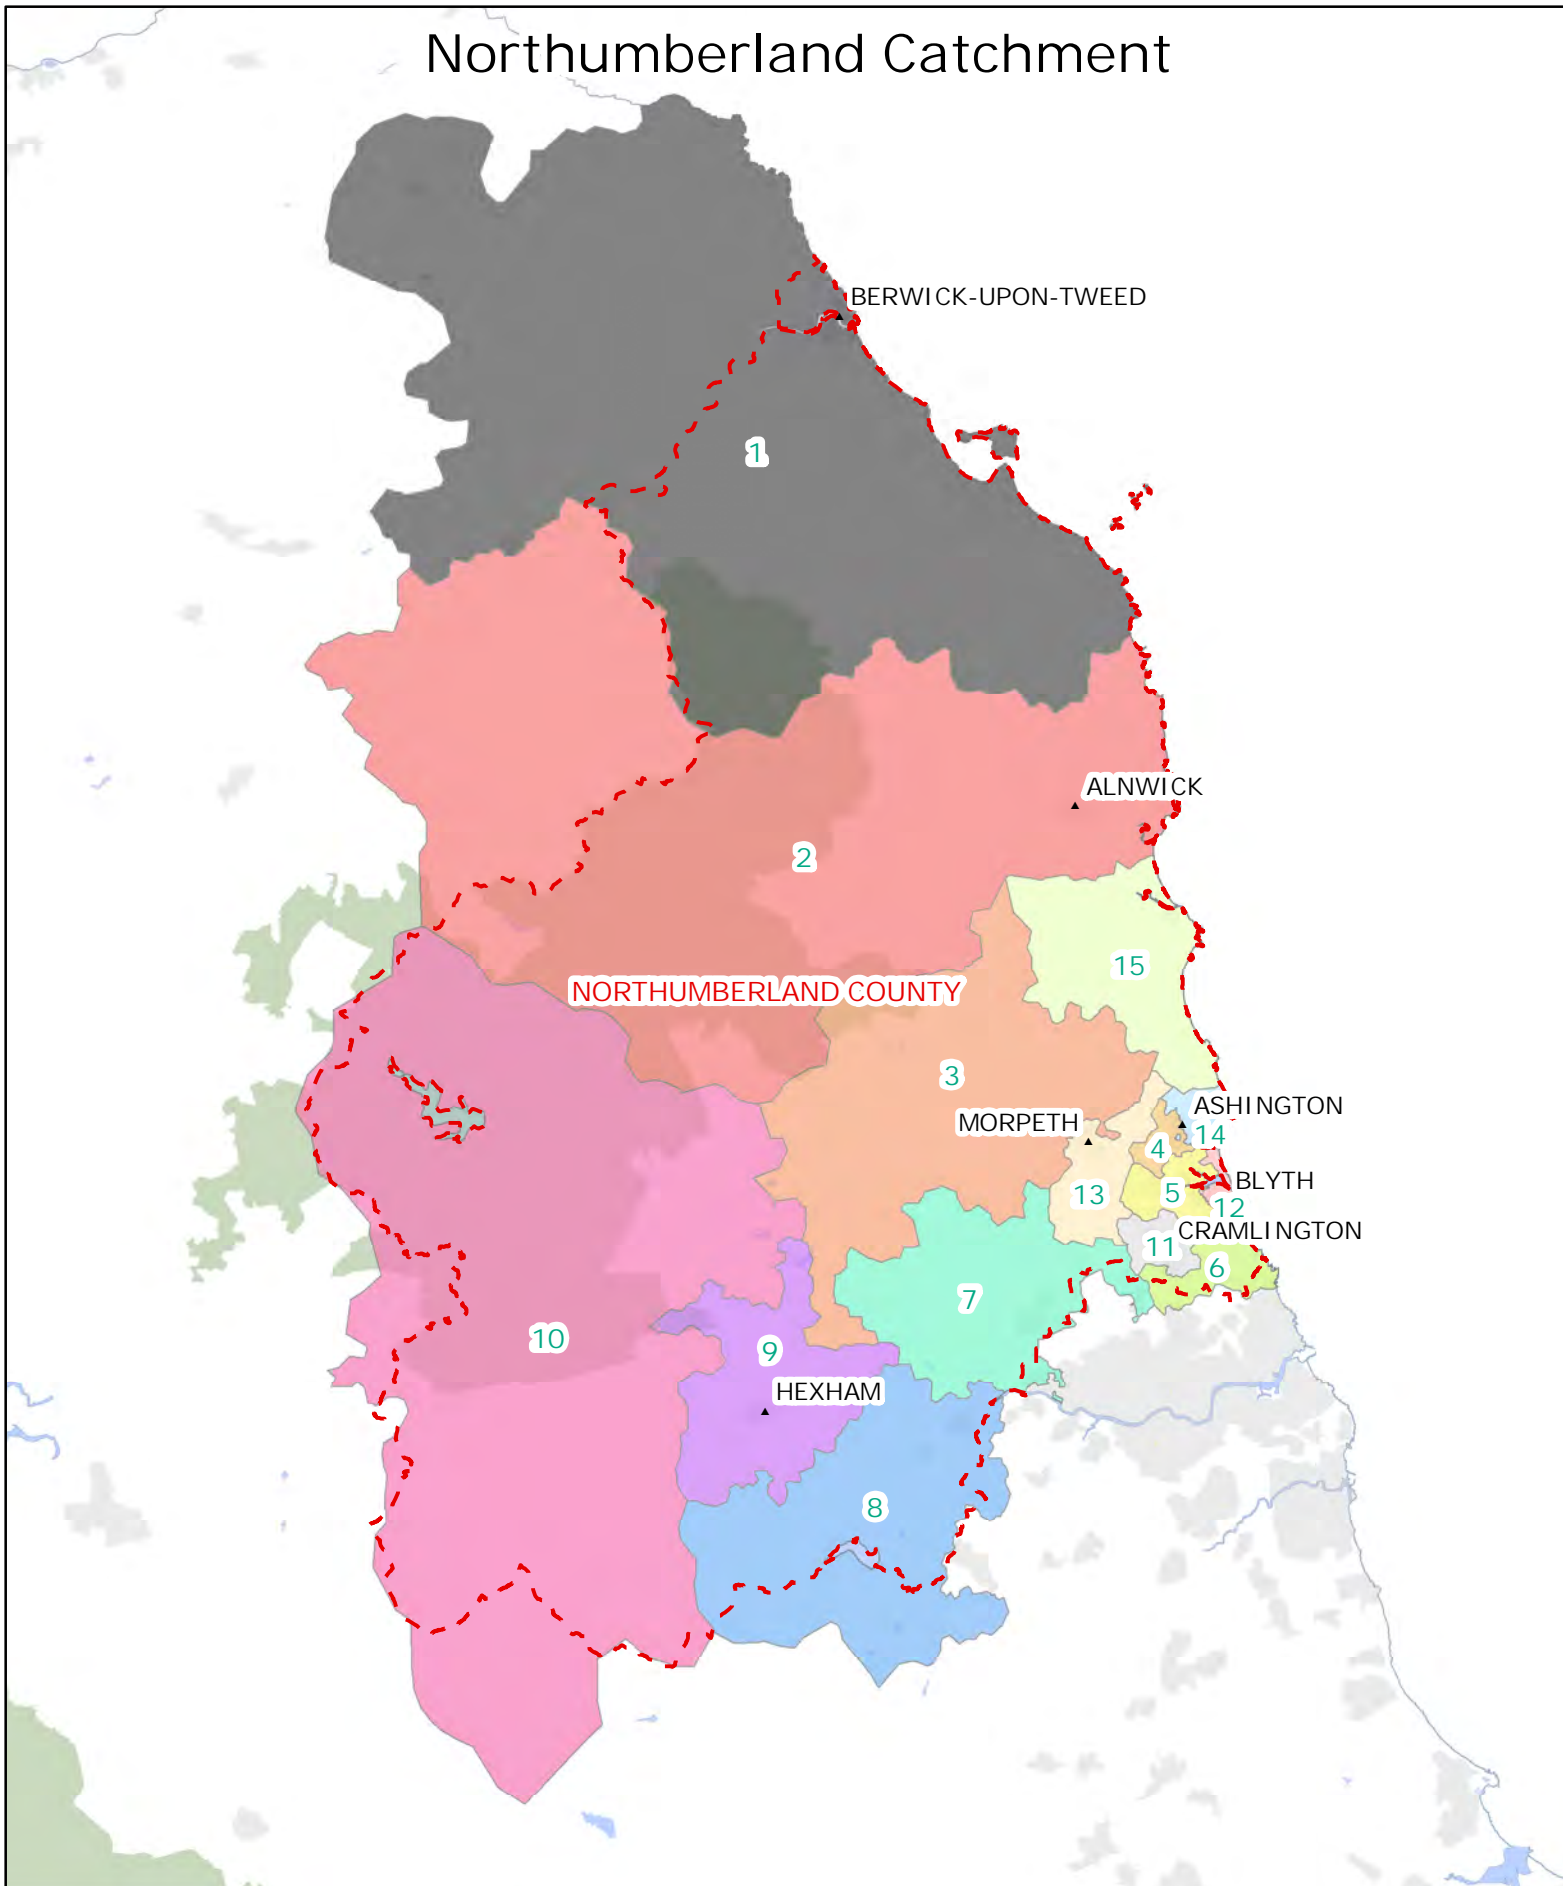 Northumberland Catchment
BERWICK-UPON-TWEED
1
ALNWICK
2
15
NORTHUMBERLAND COUNTY
3
ASHINGTON
MORPETH
14
4
BLYTH
5
13
12
CRAMLINGTON
11
6
7
10
9
HEXHAM
8